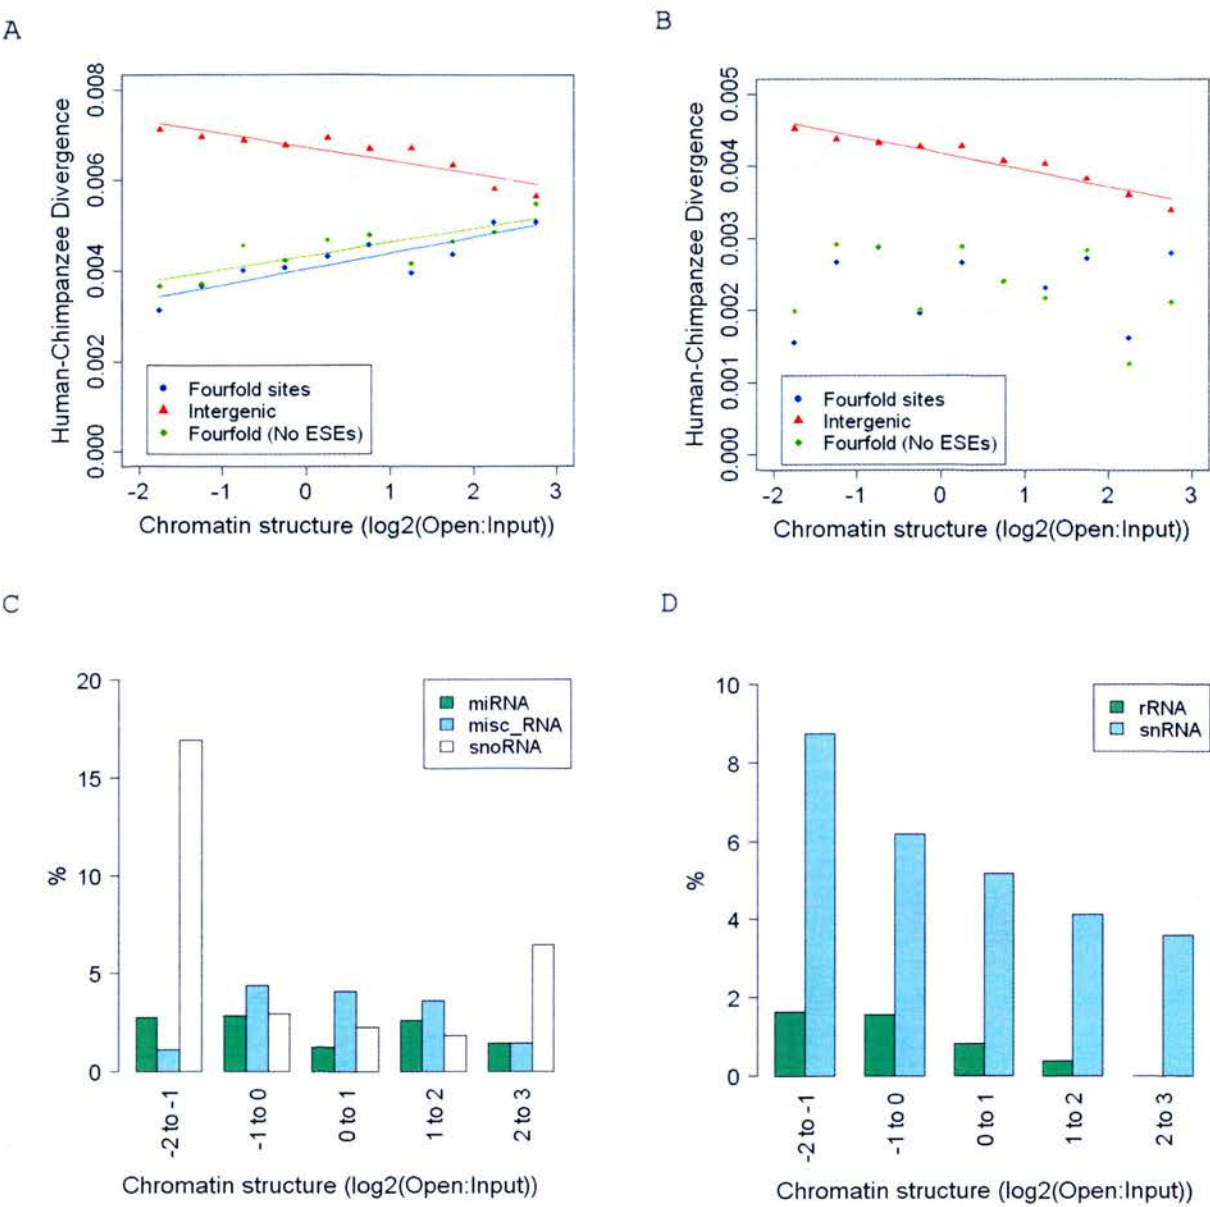 A
Human-Chimpanzee Divergence
0.008
0.006
0.004
0.002
0.000
Fourfold sites
Intergenic
Fourfold (No ESEs)
-2 -1 0 1 2 3
Chromatin structure (log2(Open:Input))
B
Human-Chimpanzee Divergence
0.005
0.004
0.003
0.002
0.001
0.000
Fourfold sites
Intergenic
Fourfold (No ESEs)
-2 -1 0 1 2 3
Chromatin structure (log2(Open:Input))
C
%
20
15
10
5
0
miRNA
misc_RNA
snoRNA
-2 to -1
-1 to 0
0 to 1
1 to 2
2 to 3
Chromatin structure (log2(Open:Input))
D
%
10
8
6
4
2
0
rRNA
snRNA
-2 to -1
-1 to 0
0 to 1
1 to 2
2 to 3
Chromatin structure (log2(Open:Input))